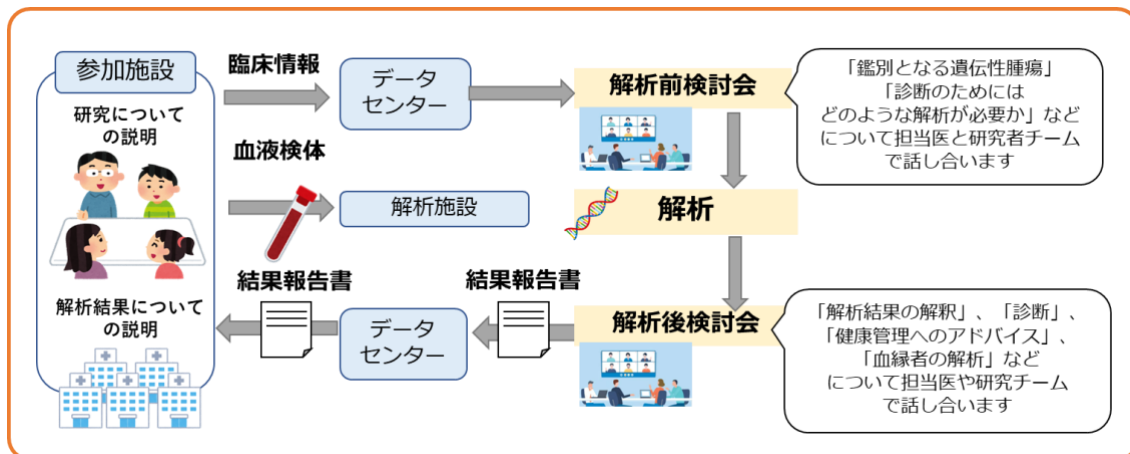 参加施設
研究について
の説明
解析結果についての
の説明
臨床情報
データ
センター
血液検体
解析施設
解析前検討会
「鑑別となる遺伝性腫瘍」
「診断のためには
どのような解析が必要か」など
について担当医と研究者チーム
で話し合います
解析
解析後検討会
「解析結果の解釈」、「診断」、
「健康管理へのアドバイス」、
「血縁者の解析」など
について担当医や研究チーム
で話し合います
結果報告書
データ
センター
結果報告書